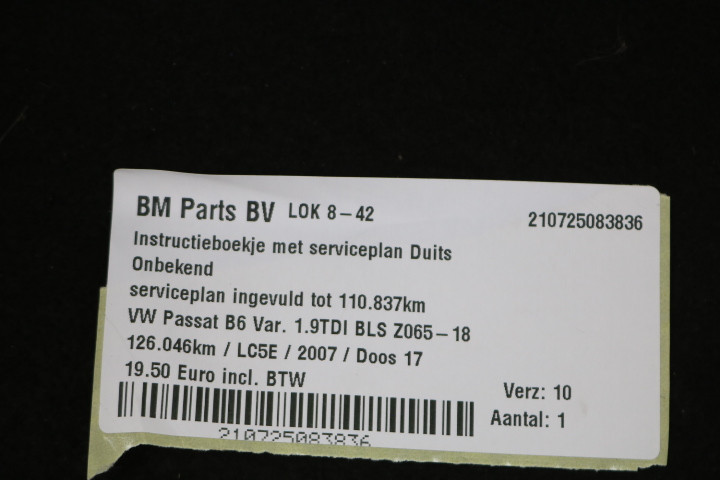 BM Parts BV LOK 8-42 210725083836
Instructieboekje met serviceplan Duits
Onbekend
serviceplan ingevuld tot 110.837km
VW Passat B6 Var. 1.9TDI BLS Z065-18
126.046km / LC5E / 2007 / Doos 17
19.50 Euro incl. BTW
Verz: 10
Aantal: 1
210725083836